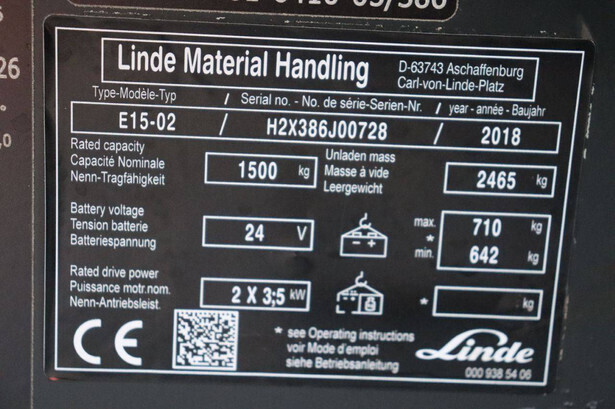 26
Linde Material Handling
D-63743 Aschaffenburg
Carl-von-Linde-Platz
Type-Modèle-Typ / Serial no. - No. de série-Serien-Nr. / year - année - Baujahr
E15-02 / H2X386J00728 / 2018
Rated capacity
Capacité Nominale
Nenn-Tragfähigkeit
1500 kg
Unladen mass
Masse à vide
Leergewicht
2465 kg
Battery voltage
Tension batterie
Batteriespannung
24 V
max. 710 kg
*
min. 642 kg
Rated drive power
Puissance motr.nom.
Nenn-Antriebsleist.
2 X 3,5 kW
* kg
CE
* see Operating instructions
voir Mode d'emploi
siehe Betriebsanleitung
Linde
000 938 54 06